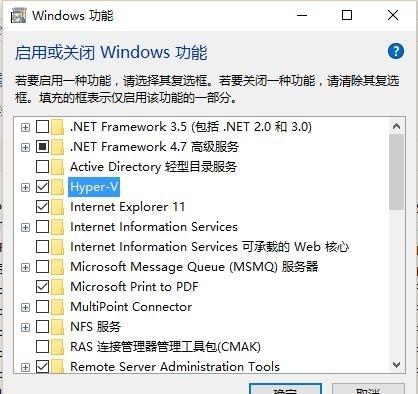 Windows 功能
启用或关闭 Windows 功能
若要启用一种功能，请选择其复选框。若要关闭一种功能，请清除其复选
框。填充的框表示仅启用该功能的一部分。
.NET Framework 3.5 (包括 .NET 2.0 和 3.0)
.NET Framework 4.7 高级服务
Active Directory 轻型目录服务
Hyper-V
Internet Explorer 11
Internet Information Services
Internet Information Services 可承载的 Web 核心
Microsoft Message Queue (MSMQ) 服务器
Microsoft Print to PDF
MultiPoint Connector
NFS 服务
RAS 连接管理器管理工具包(CMAK)
Remote Server Administration Tools
确定 取消